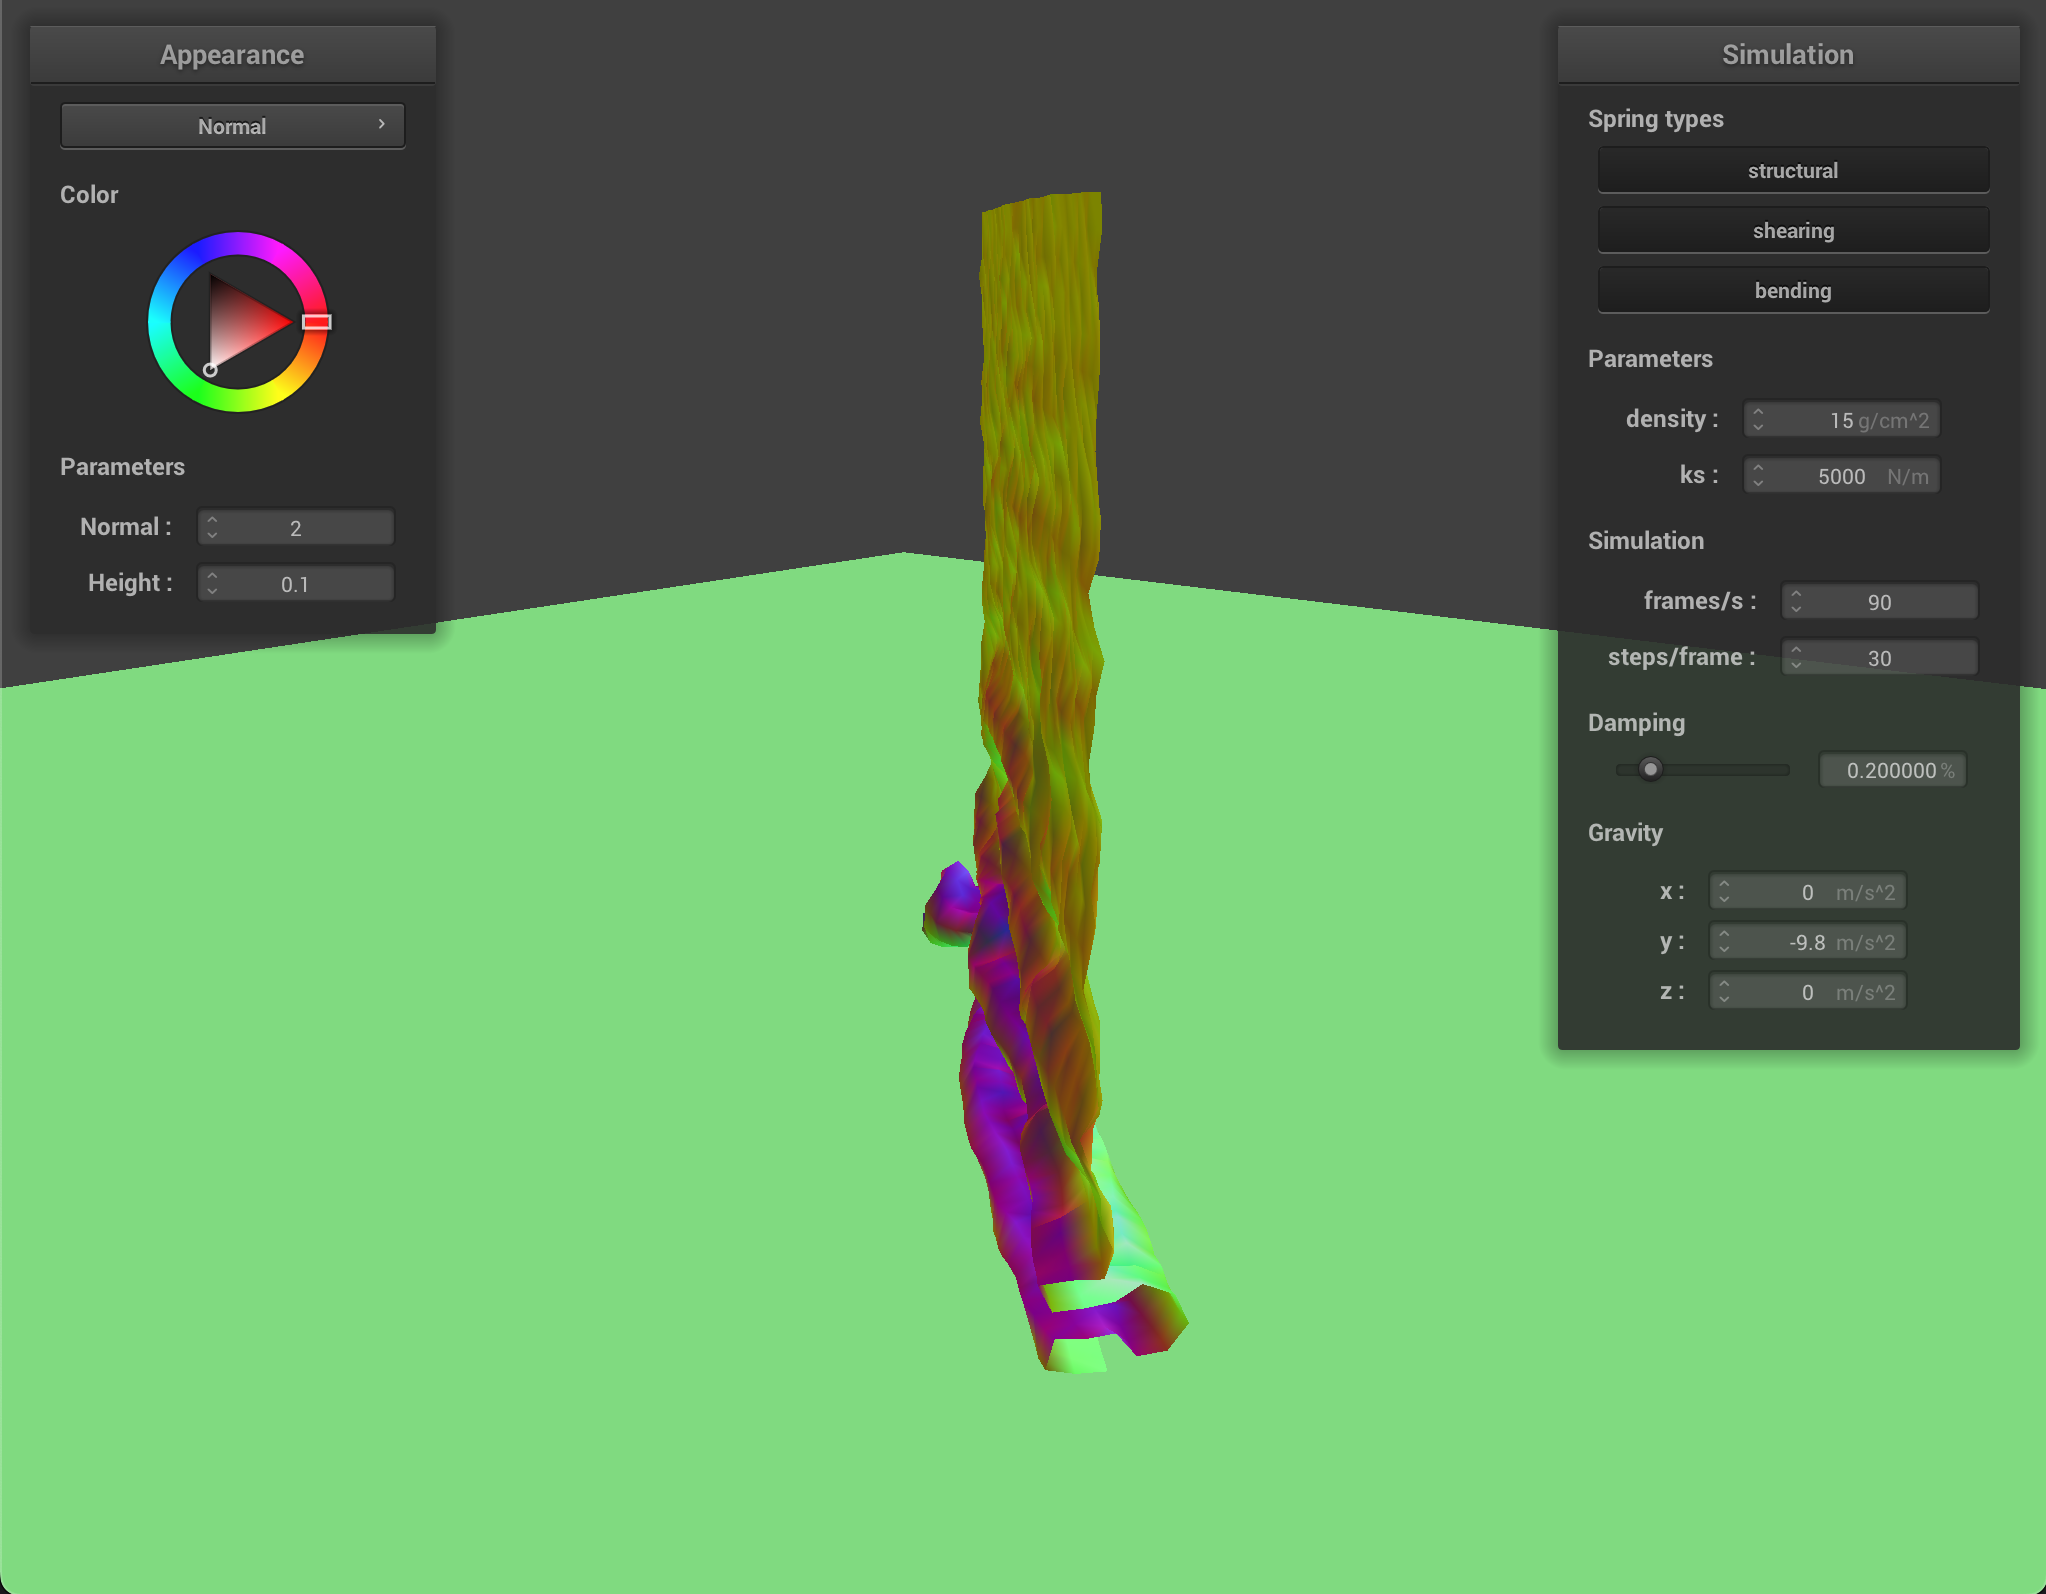 Appearance
Normal
Color
Parameters
Normal : 2
Height : 0.1
Simulation
Spring types
structural
shearing
bending
Parameters
density : 15 g/cm^2
ks : 5000 N/m
Simulation
frames/s : 90
steps/frame : 30
Damping
0.200000 %
Gravity
x : 0 m/s^2
y : -9.8 m/s^2
z : 0 m/s^2